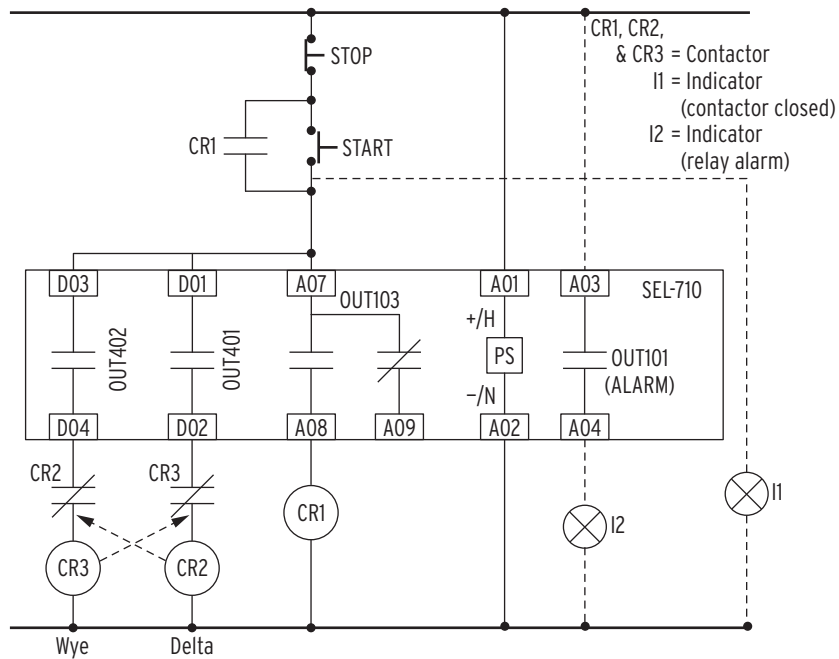 CR1, CR2,
& CR3 = Contactor
I1 = Indicator
(contactor closed)
I2 = Indicator
(relay alarm)
STOP
CR1
START
D03
D01
A07
A01
A03
SEL-710
OUT103
OUT402
OUT401
+/H
PS
−/N
OUT101
(ALARM)
D04
D02
A08
A09
A02
A04
CR2
CR3
CR1
I1
I2
CR3
CR2
Wye
Delta